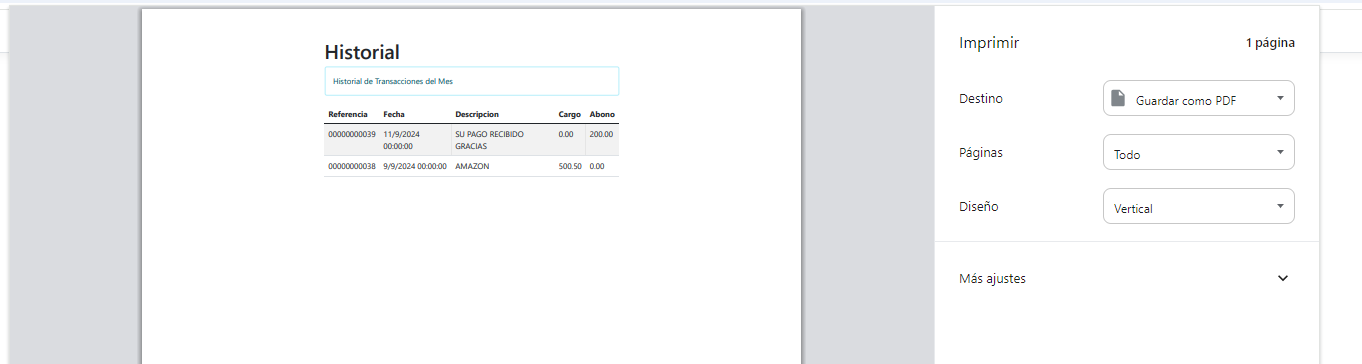 Historial
Historial de Transacciones del Mes
Referencia Fecha Descripcion Cargo Abono
00000000039 11/9/2024 00:00:00 SU PAGO RECIBIDO GRACIAS 0.00 200.00
00000000038 9/9/2024 00:00:00 AMAZON 500.50 0.00
Imprimir 1 página
Destino Guardar como PDF
Páginas Todo
Diseño Vertical
Más ajustes